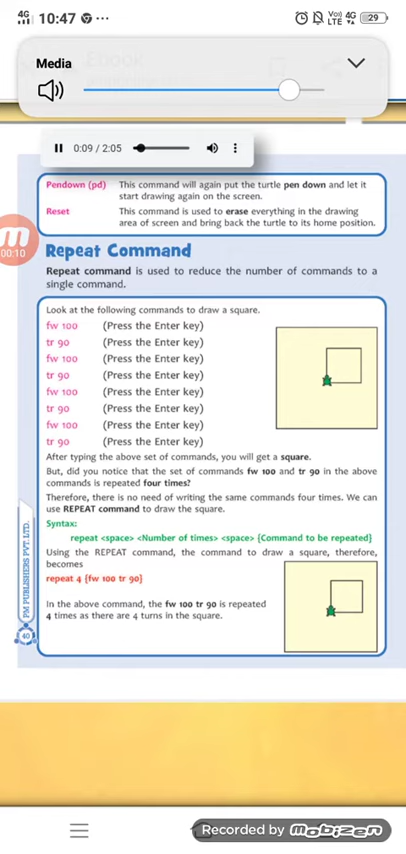 4G 10:47 ••• Vo) LTE 4G 29
Media
0:09 / 2:05
Pendown (pd) This command will again put the turtle pen down and let it
start drawing again on the screen.
Reset This command is used to erase everything in the drawing
area of screen and bring back the turtle to its home position.
00:10
Repeat Command
Repeat command is used to reduce the number of commands to a
single command.
Look at the following commands to draw a square.
fw 100 (Press the Enter key)
tr 90 (Press the Enter key)
fw 100 (Press the Enter key)
tr 90 (Press the Enter key)
fw 100 (Press the Enter key)
tr 90 (Press the Enter key)
fw 100 (Press the Enter key)
tr 90 (Press the Enter key)
After typing the above set of commands, you will get a square.
But, did you notice that the set of commands fw 100 and tr 90 in the above
commands is repeated four times?
Therefore, there is no need of writing the same commands four times. We can
use REPEAT command to draw the square.
Syntax:
repeat <space> <Number of times> <space> {Command to be repeated}
Using the REPEAT command, the command to draw a square, therefore,
becomes
repeat 4 {fw 100 tr 90}
In the above command, the fw 100 tr 90 is repeated
4 times as there are 4 turns in the square.
PM PUBLISHERS PVT. LTD.
40
Recorded by mobizen